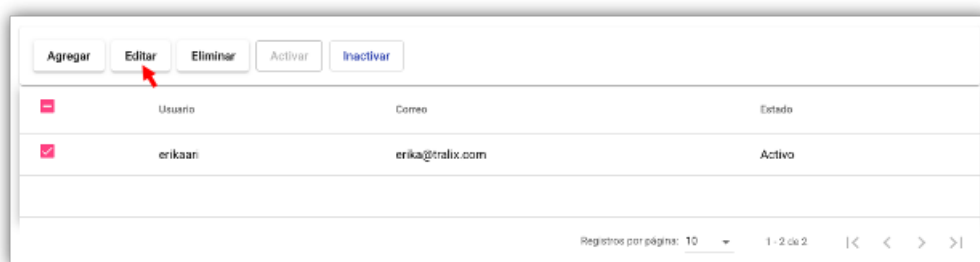 Agregar Editar Eliminar Activar Inactivar
Usuario Correo Estado
erikaari erika@tralix.com Activo
Registros por página: 10 1 - 2 de 2